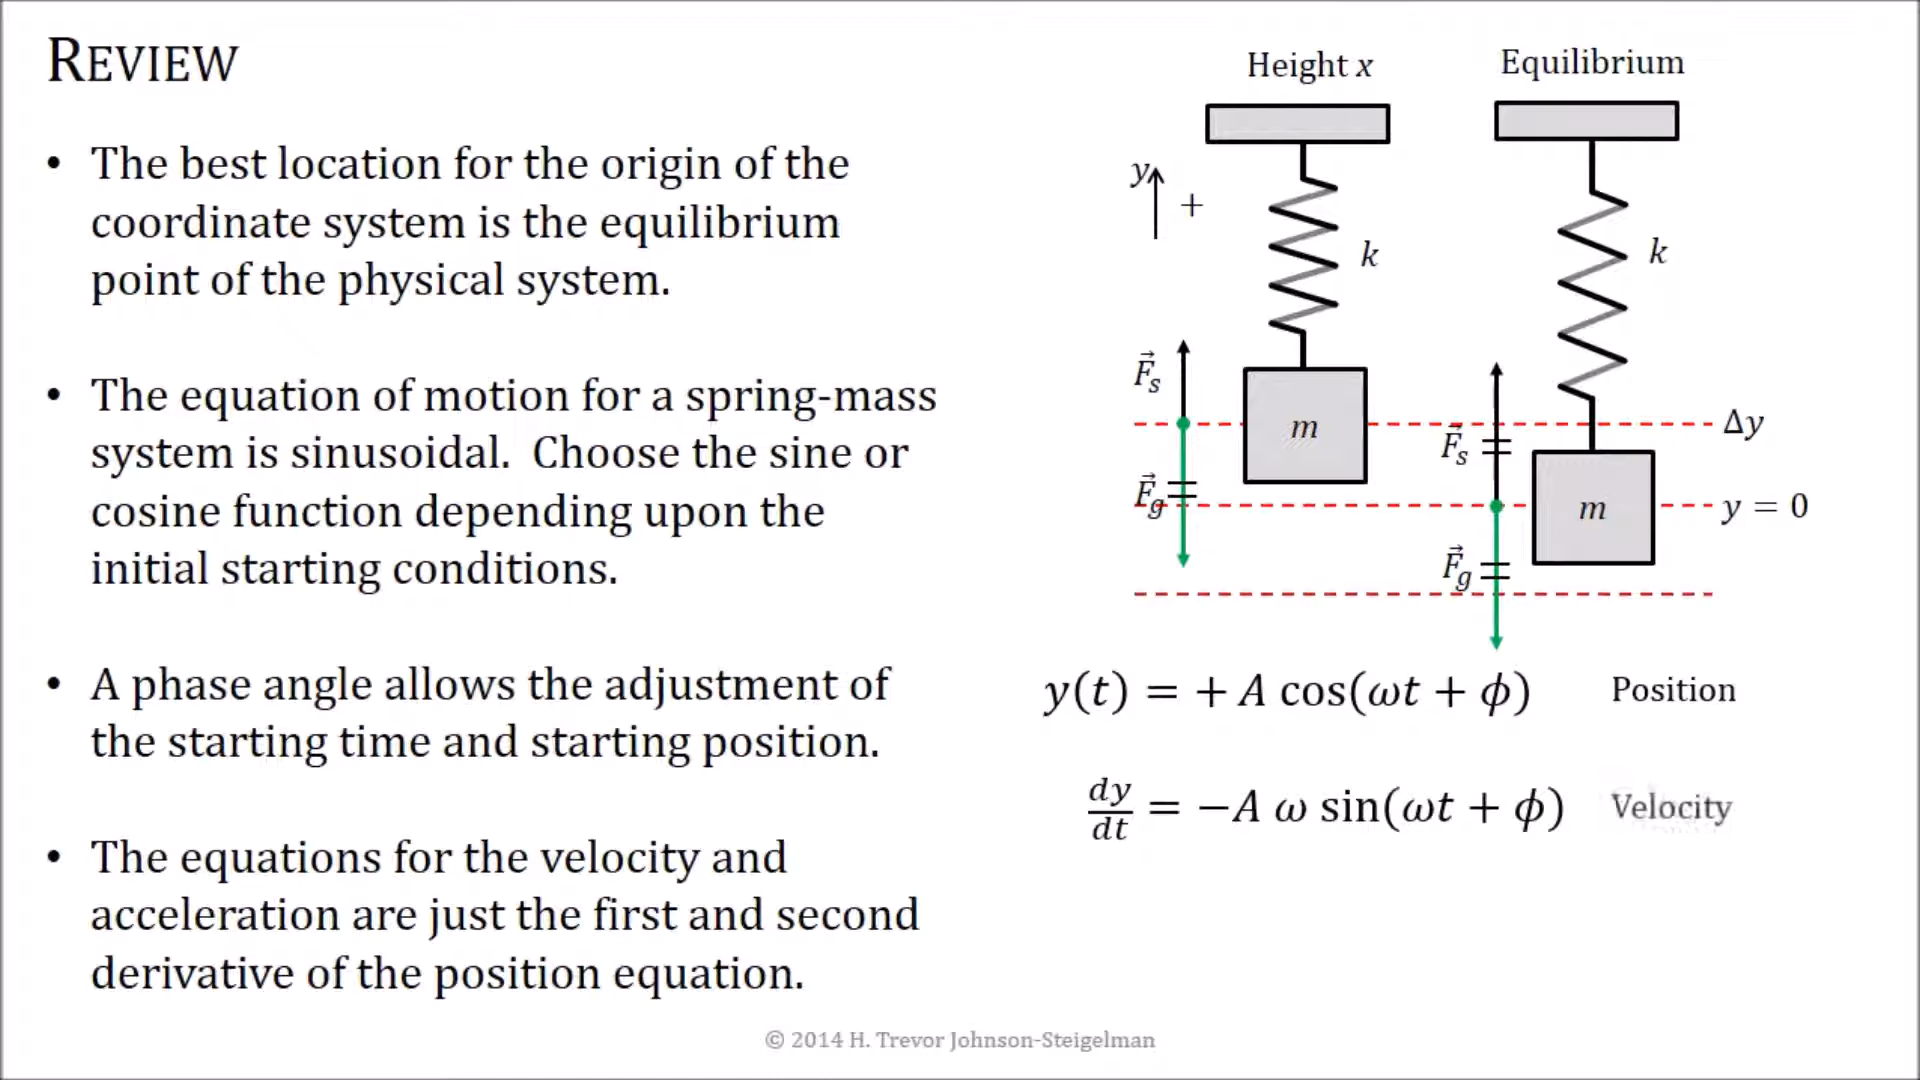 REVIEW
• The best location for the origin of the
coordinate system is the equilibrium
point of the physical system.
• The equation of motion for a spring-mass
system is sinusoidal.  Choose the sine or
cosine function depending upon the
initial starting conditions.
• A phase angle allows the adjustment of
the starting time and starting position.
• The equations for the velocity and
acceleration are just the first and second
derivative of the position equation.
Height x
Equilibrium
y
+
k
k
F⃗_s
m
Δy
F⃗_s
F⃗_g
m
y = 0
F⃗_g
y(t) = + A cos(ωt + ϕ) Position
dy/dt = −A ω sin(ωt + ϕ) Velocity
© 2014 H. Trevor Johnson-Steigelman